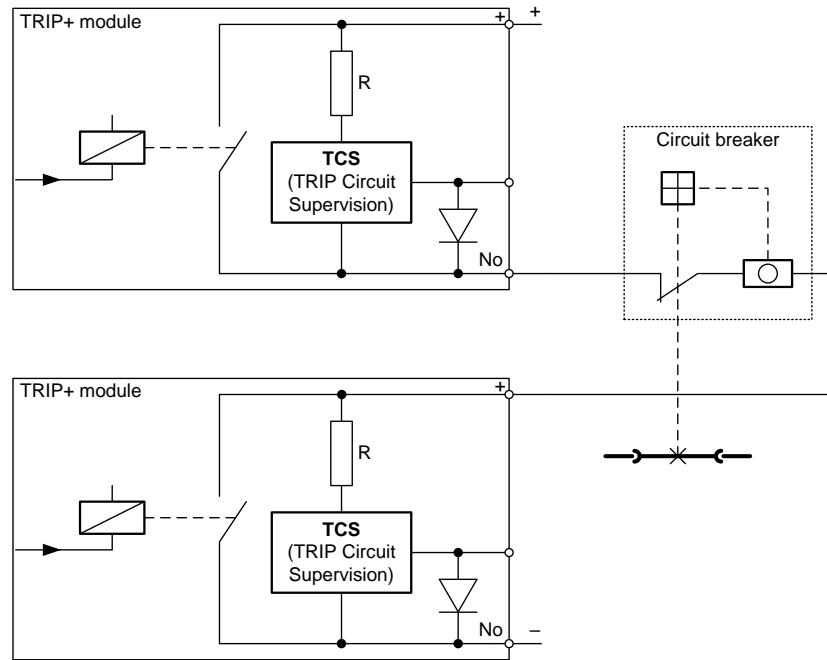 TRIP+ module
+ +
R
TCS
(TRIP Circuit
Supervision)
No
Circuit breaker
TRIP+ module
+
R
TCS
(TRIP Circuit
Supervision)
No –